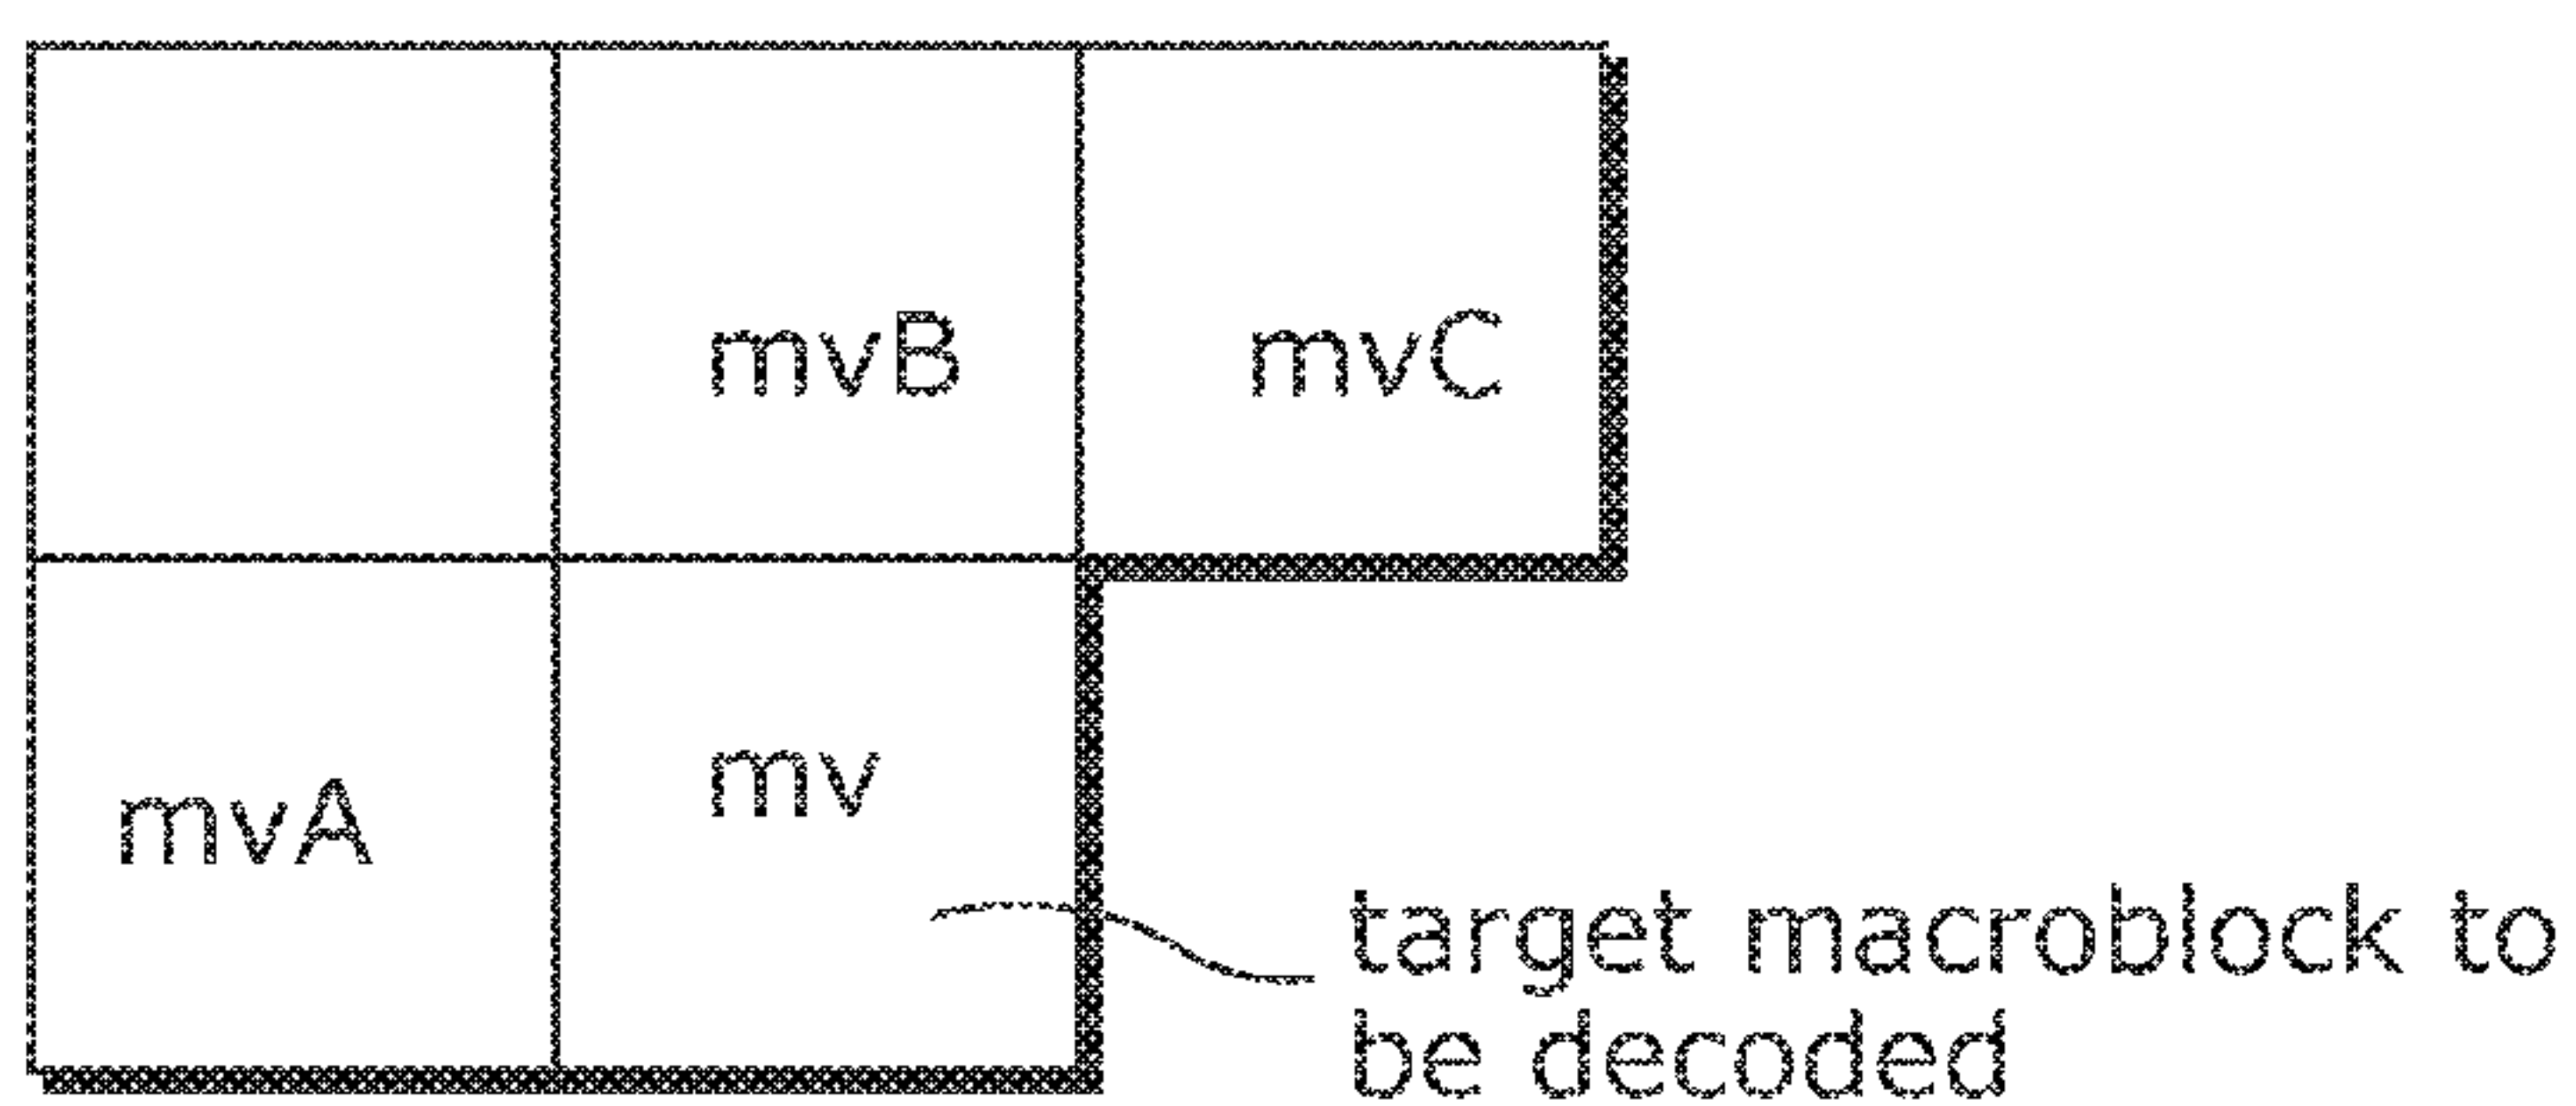 mvB
mvC
mvA
mv
target macroblock to
be decoded